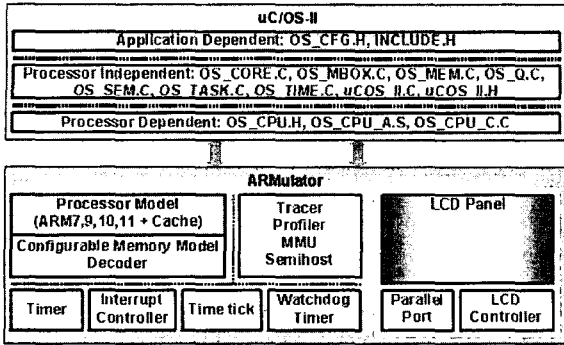 uC/OS-II
Application Dependent: OS_CFG.H, INCLUDE.H
Processor Independent: OS_CORE.C, OS_MBOX.C, OS_MEM.C, OS_Q.C,
OS_SEM.C, OS_TASK.C, OS_TIME.C, uCOS_II.C, uCOS_II.H
Processor Dependent: OS_CPU.H, OS_CPU_A.S, OS_CPU_C.C
ARMulator
Processor Model
(ARM7,9,10,11 + Cache)
Configurable Memory Model
Decoder
Tracer
Profiler
MMU
Semihost
LCD Panel
Timer
Interrupt
Controller
Time tick
Watchdog
Timer
Parallel
Port
LCD
Controller